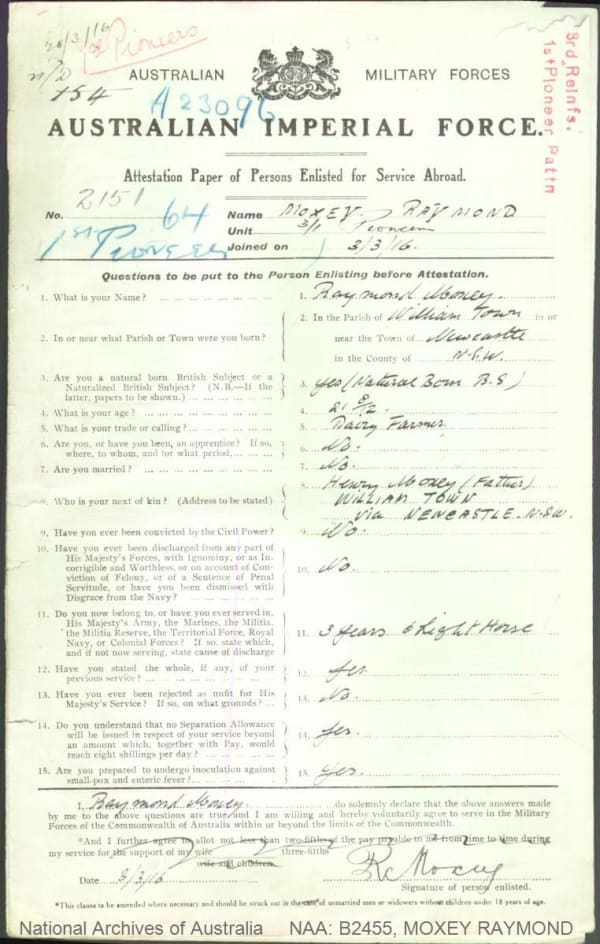 26/3/16
1st Pioneers
3rd Reinfs.
1st Pioneer Battn
154
AUSTRALIAN MILITARY FORCES
A23096
AUSTRALIAN IMPERIAL FORCE.
Attestation Paper of Persons Enlisted for Service Abroad.
No. 2151
64
1st Pioneers
Name MOXEY. RAYMOND
Unit 3/1 Pioneers
Joined on 3/3/16.
Questions to be put to the Person Enlisting before Attestation.
1. What is your Name? ... 1. Raymond Moxey.
2. In or near what Parish or Town were you born?
2. In the Parish of William Town in or
near the Town of Newcastle
in the County of N.S.W.
3. Are you a natural born British Subject or a
Naturalized British Subject? (N.B.—If the
latter, papers to be shown.) ... 3. Yes (Natural Born B.S)
4. What is your age? ... 4. 21 8/12.
5. What is your trade or calling? ... 5. Dairy Farmer
6. Are you, or have you been, an apprentice? If so,
where, to whom, and for what period, ... 6. No.
7. Are you married? ... 7. No.
8. Who is your next of kin? (Address to be stated)
8. Henry Moxey (Father)
WILLIAM TOWN
via NEWCASTLE. N.S.W.
9. Have you ever been convicted by the Civil Power? 9. No.
10. Have you ever been discharged from any part of
His Majesty's Forces, with Ignominy, or as In-
corrigible and Worthless, or on account of Con-
viction of Felony, or of a Sentence of Penal
Servitude, or have you been dismissed with
Disgrace from the Navy? ... 10. No.
11. Do you now belong to, or have you ever served in,
His Majesty's Army, the Marines, the Militia,
the Militia Reserve, the Territorial Force, Royal
Navy, or Colonial Forces? If so, state which,
and if not now serving, state cause of discharge
11. 3 years 6 Light Horse
12. Have you stated the whole, if any, of your
previous service? ... 12. Yes.
13. Have you ever been rejected as unfit for His
Majesty's Service? If so, on what grounds? ... 13. No.
14. Do you understand that no Separation Allowance
will be issued in respect of your service beyond
an amount which, together with Pay, would
reach eight shillings per day? ... 14. Yes.
15. Are you prepared to undergo inoculation against
small-pox and enteric fever? ... 15. Yes.
I, Raymond Moxey do solemnly declare that the above answers made
by me to the above questions are true, and I am willing and hereby voluntarily agree to serve in the Military
Forces of the Commonwealth of Australia within or beyond the limits of the Commonwealth.
*And I further agree to allot not less than two-fifths of the pay payable to me from time to time during
three-fifths
my service for the support of my wife
wife and children.
Date 3/3/16
R Moxey
Signature of person enlisted.
*This clause to be amended where necessary and should be struck out in the case of unmarried men or widowers without children under 18 years of age.
National Archives of Australia NAA: B2455, MOXEY RAYMOND